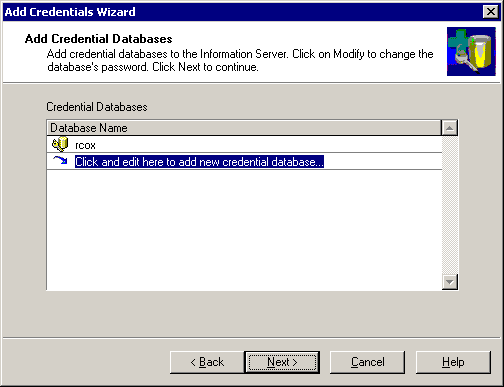 Add Credentials Wizard
Add Credential Databases
Add credential databases to the Information Server. Click on Modify to change the
database's password. Click Next to continue.
Credential Databases
Database Name
rcox
Click and edit here to add new credential database...
< Back
Next >
Cancel
Help